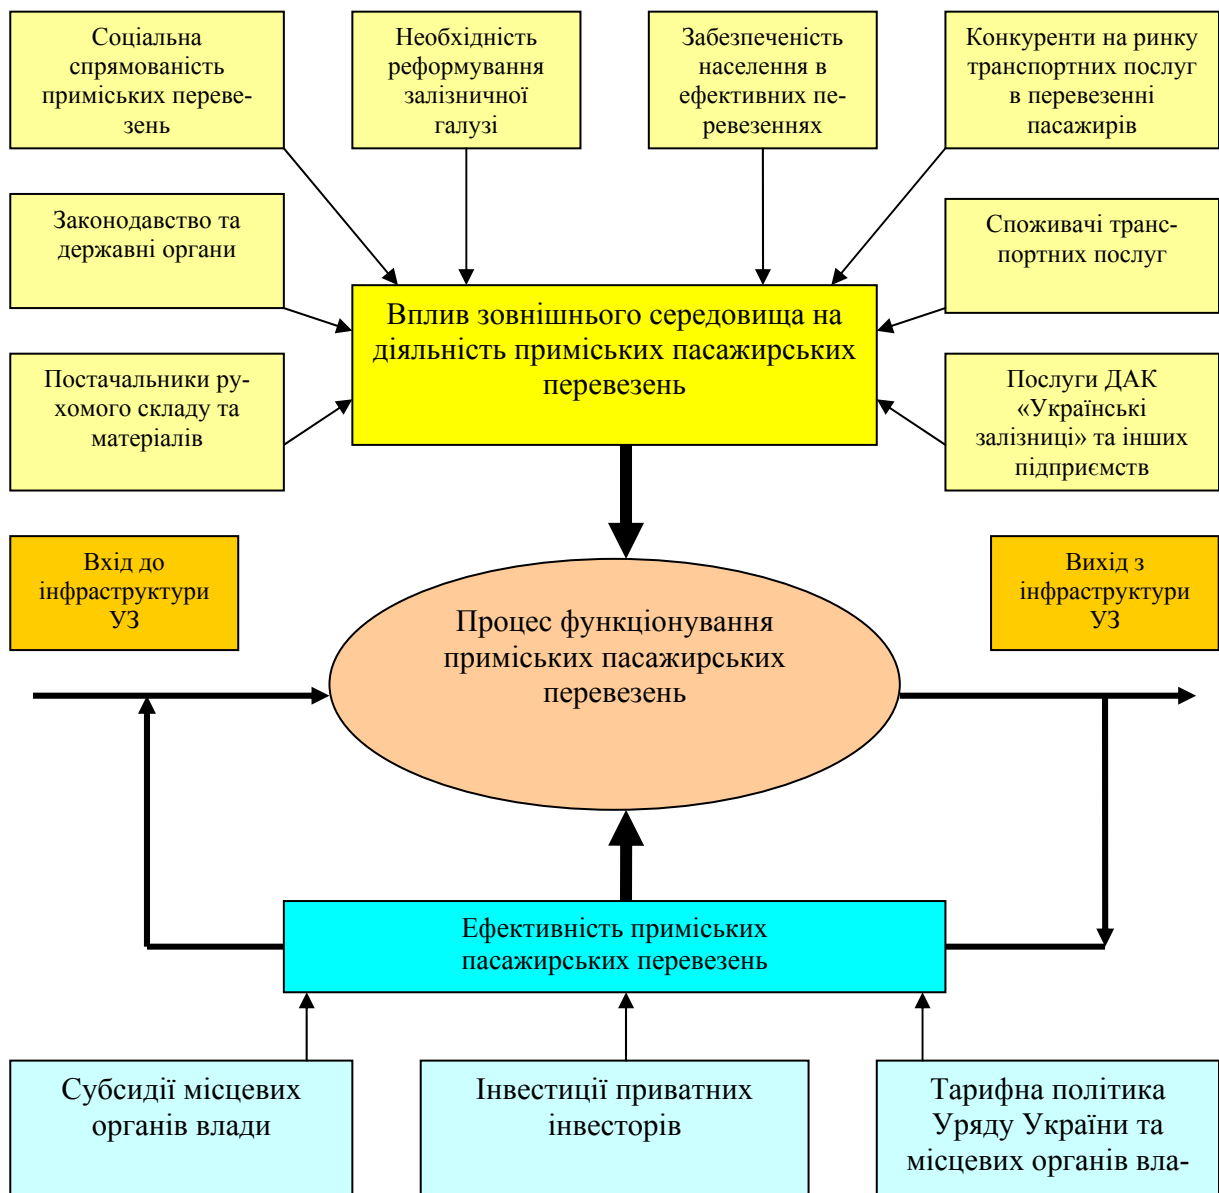 Соціальна
спрямованість
приміських переве-
зень
Необхідність
реформування
залізничної
галузі
Забезпеченість
населення в
ефективних пе-
ревезеннях
Конкуренти на ринку
транспортних послуг
в перевезенні
пасажирів
Законодавство та
державні органи
Споживачі транс-
портних послуг
Вплив зовнішнього середовища на
діяльність приміських пасажирських
перевезень
Постачальники ру-
хомого складу та
матеріалів
Послуги ДАК
«Українські
залізниці» та інших
підприємств
Вхід до
інфраструктури
УЗ
Вихід з
інфраструктури
УЗ
Процес функціонування
приміських пасажирських
перевезень
Ефективність приміських
пасажирських перевезень
Субсидії місцевих
органів влади
Інвестиції приватних
інвесторів
Тарифна політика
Уряду України та
місцевих органів вла-